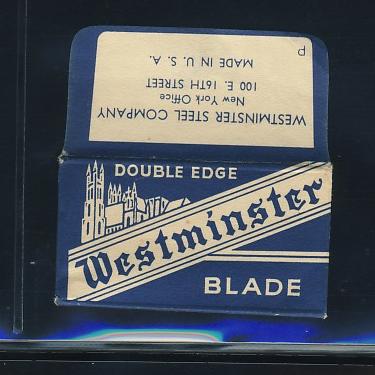 WESTMINSTER STEEL COMPANY
New York Office
100 E. 16TH STREET
MADE IN U. S. A.
P
DOUBLE EDGE
Westminster
BLADE